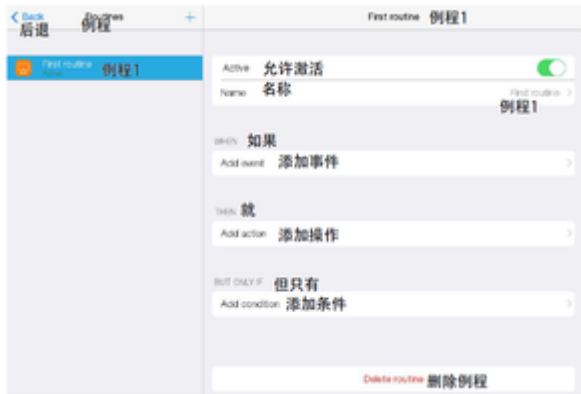 Back Routines +
后退 例程
First routine 例程1
Active
First routine 例程1
Active 允许激活
Name 名称 First routine
例程1
WHEN 如果
Add event 添加事件
THEN 就
Add action 添加操作
BUT ONLY IF 但只有
Add condition 添加条件
Delete routine 删除例程